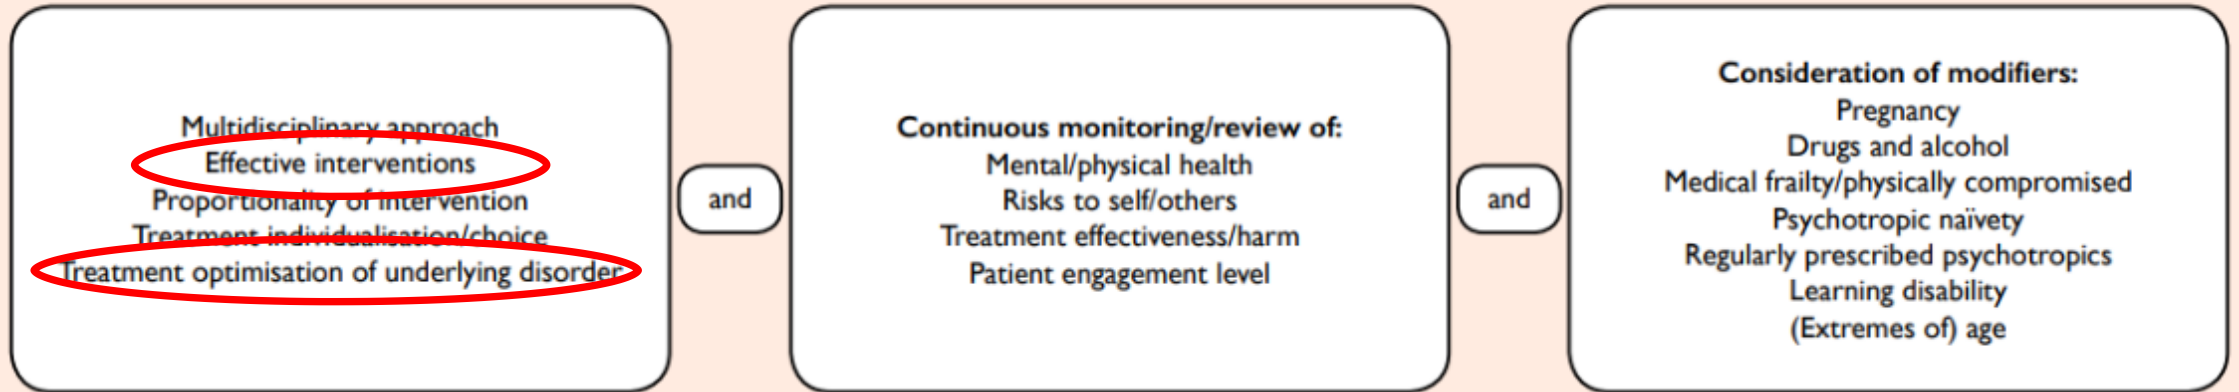 Multidisciplinary approach
Effective interventions
Proportionality of intervention
Treatment individualisation/choice
Treatment optimisation of underlying disorder
and
Continuous monitoring/review of:
Mental/physical health
Risks to self/others
Treatment effectiveness/harm
Patient engagement level
and
Consideration of modifiers:
Pregnancy
Drugs and alcohol
Medical frailty/physically compromised
Psychotropic naïvety
Regularly prescribed psychotropics
Learning disability
(Extremes of) age